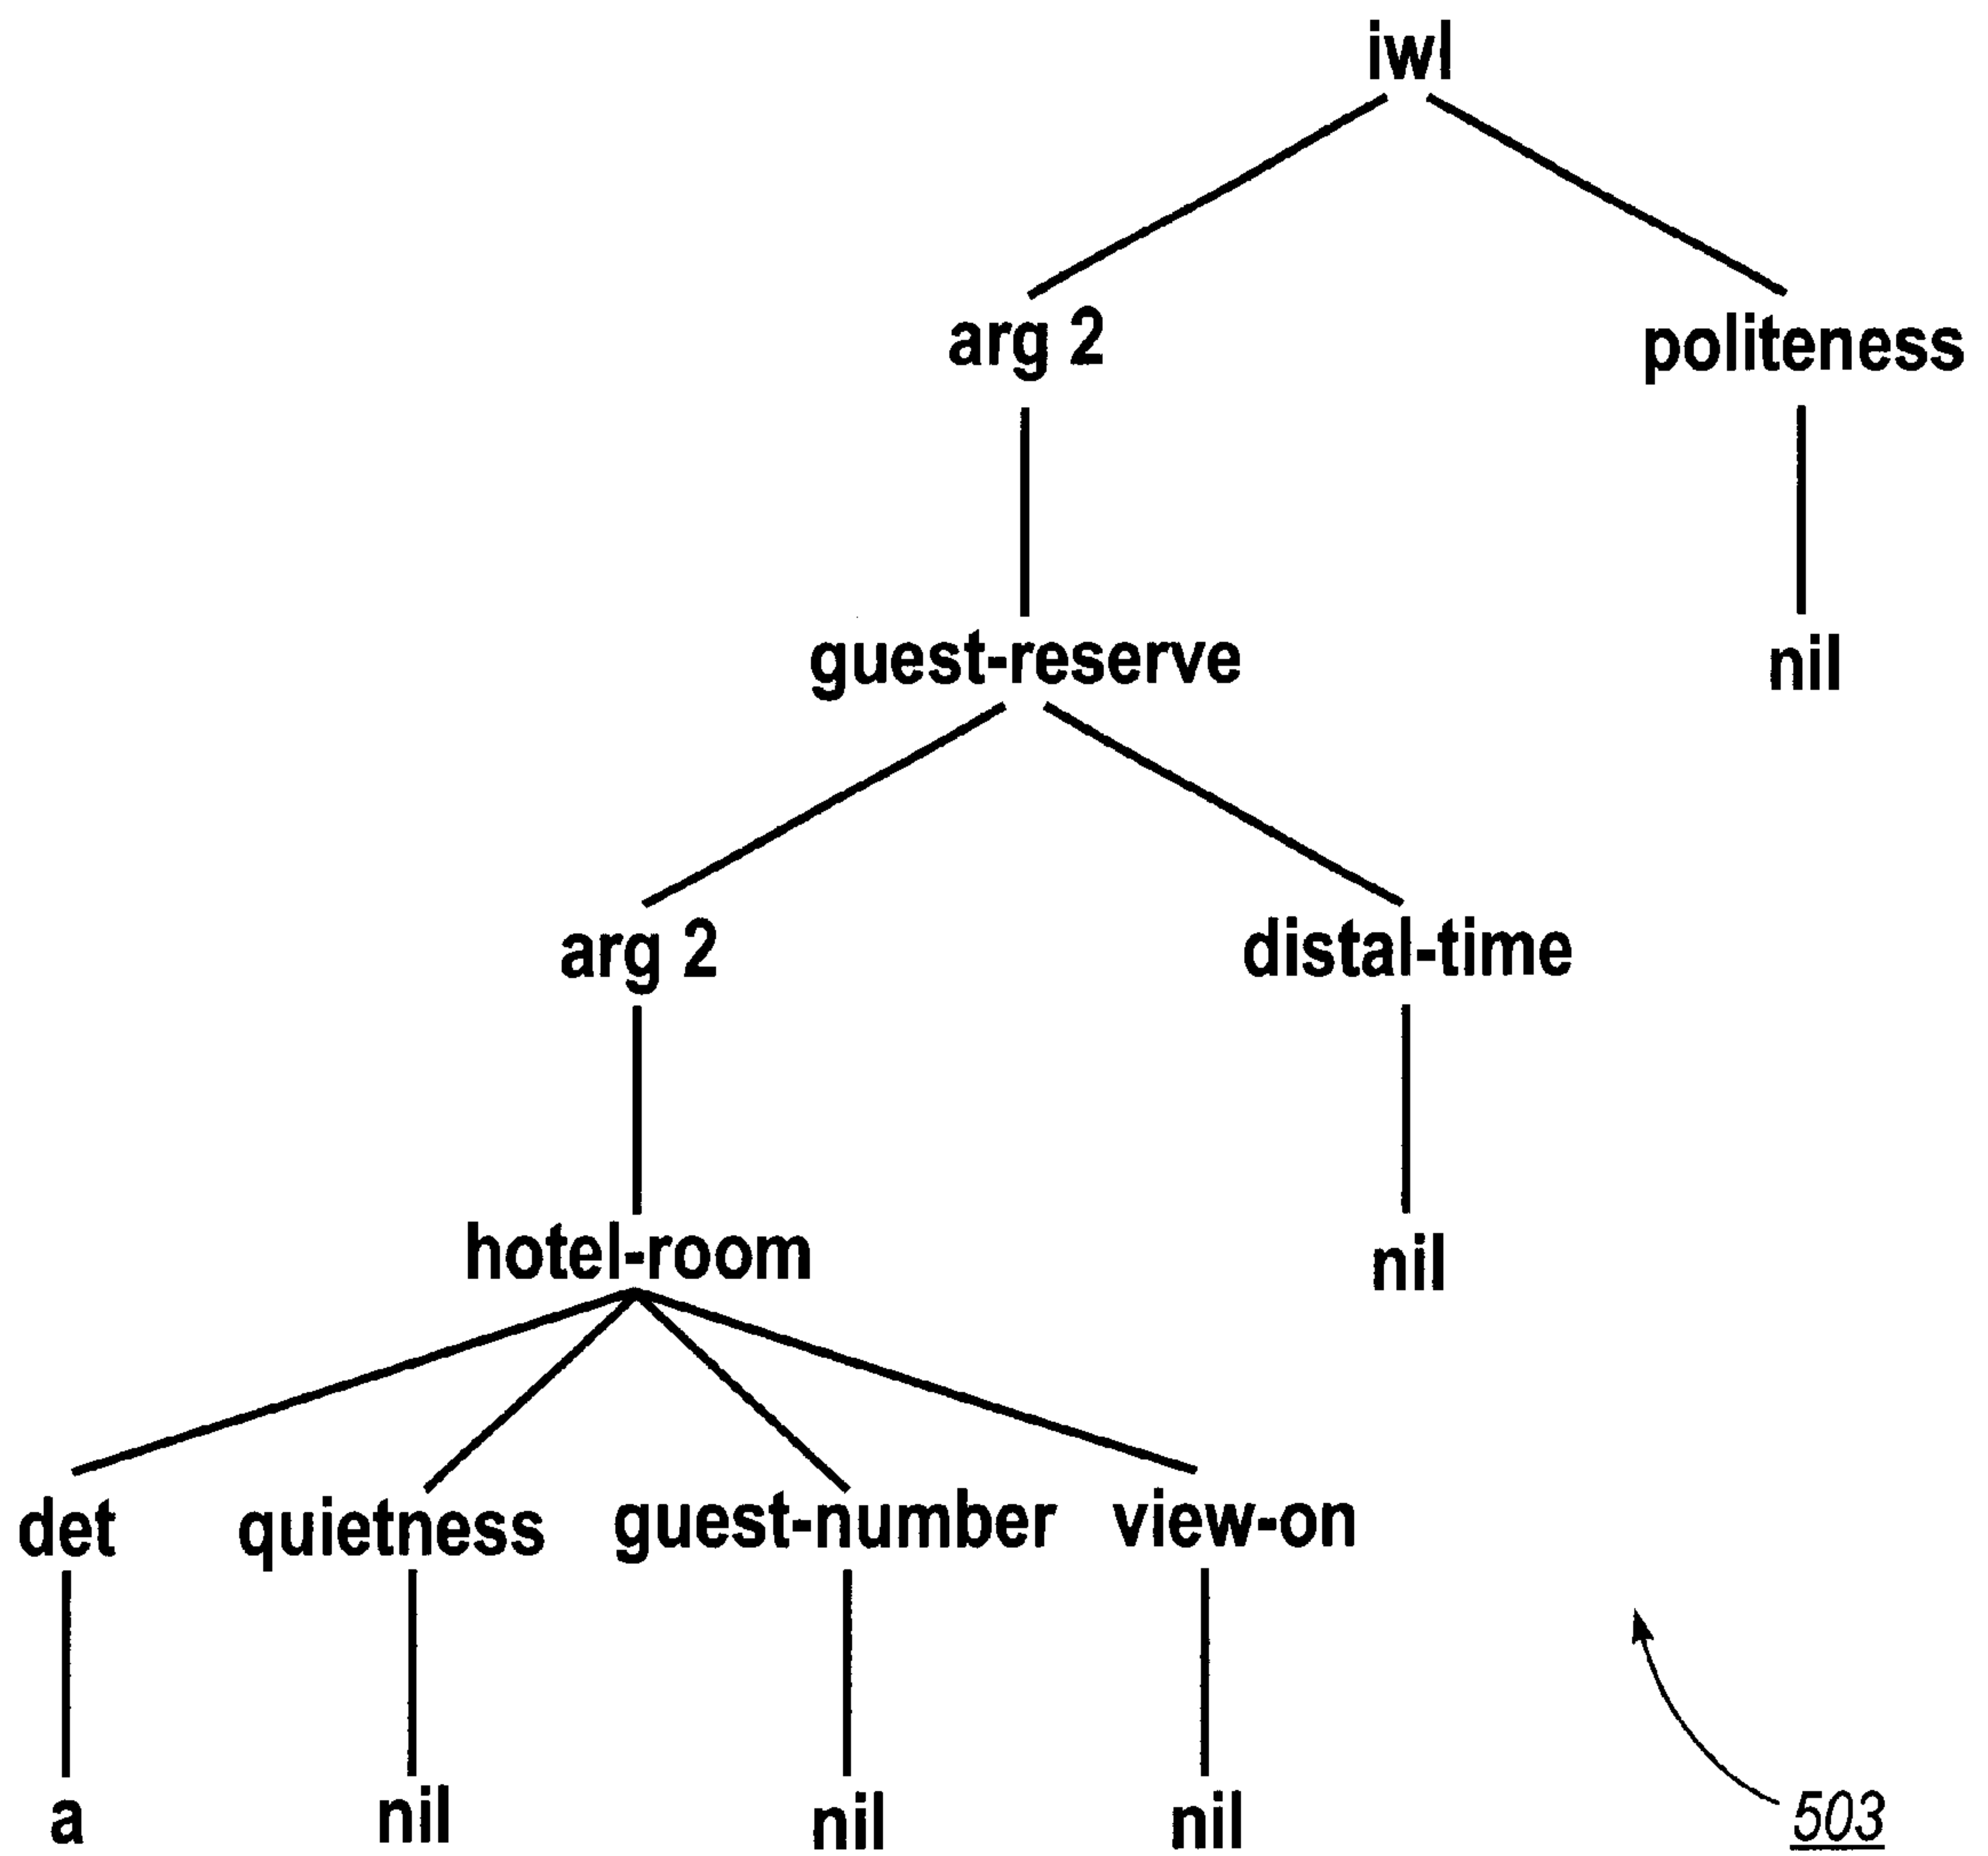 iwl
arg 2 politeness
guest-reserve nil
arg 2 distal-time
hotel-room nil
det quietness guest-number view-on
a nil nil nil
503